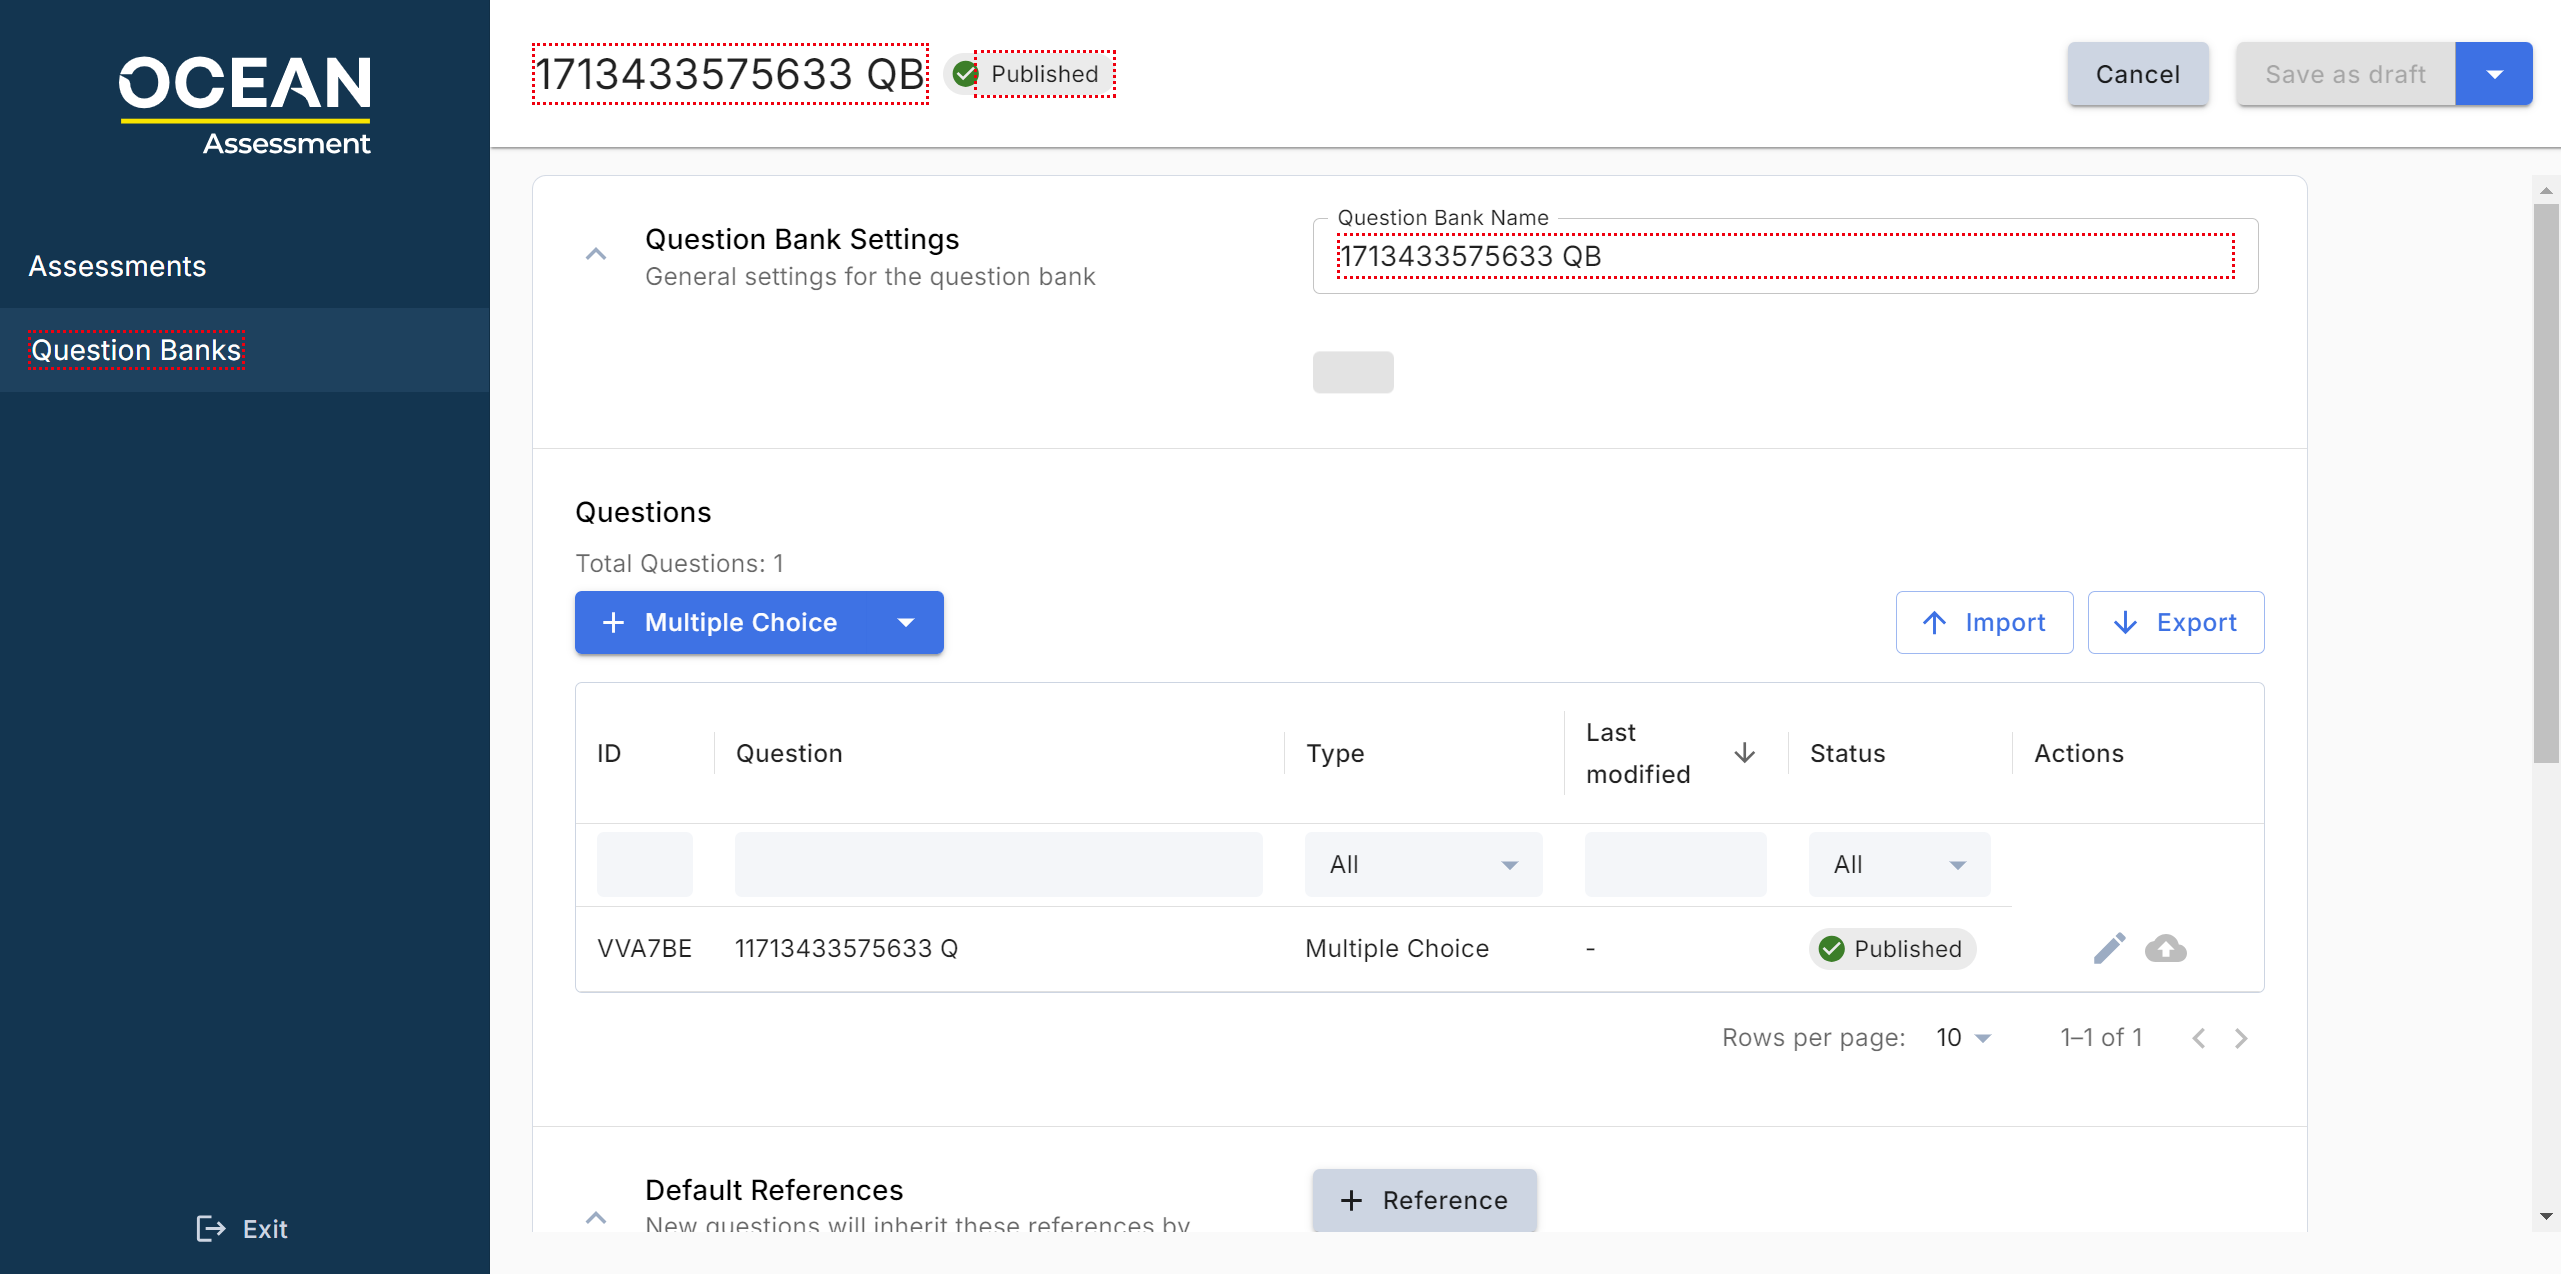 OCEAN
Assessment
Assessments
Question Banks
Exit
1713433575633 QB
Published
Cancel
Save as draft
Question Bank Settings
General settings for the question bank
Question Bank Name
1713433575633 QB
Questions
Total Questions: 1
Multiple Choice
Import
Export
ID
Question
Type
Last
modified
Status
Actions
All
All
VVA7BE
11713433575633 Q
Multiple Choice
-
Published
Rows per page:
10
1–1 of 1
Default References
New questions will inherit these references by
Reference